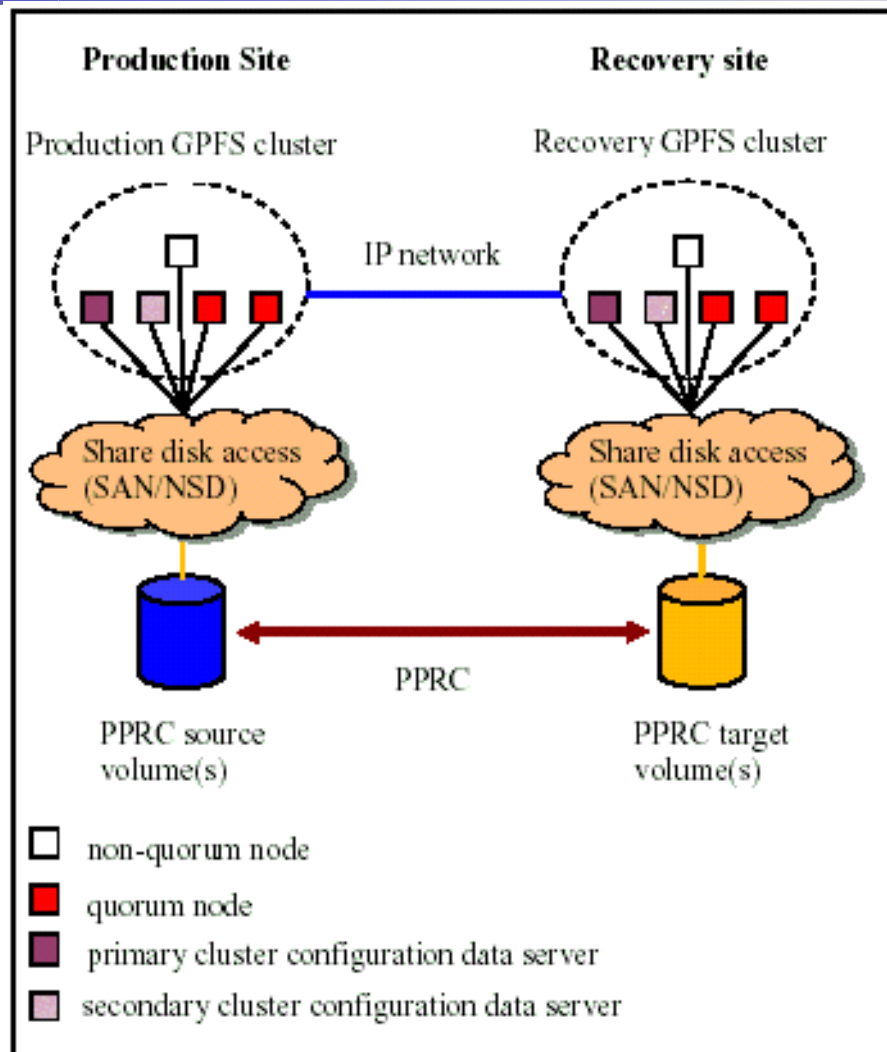 Production Site
Recovery site
Production GPFS cluster
Recovery GPFS cluster
IP network
Share disk access
(SAN/NSD)
Share disk access
(SAN/NSD)
PPRC
PPRC source
volume(s)
PPRC target
volume(s)
non-quorum node
quorum node
primary cluster configuration data server
secondary cluster configuration data server